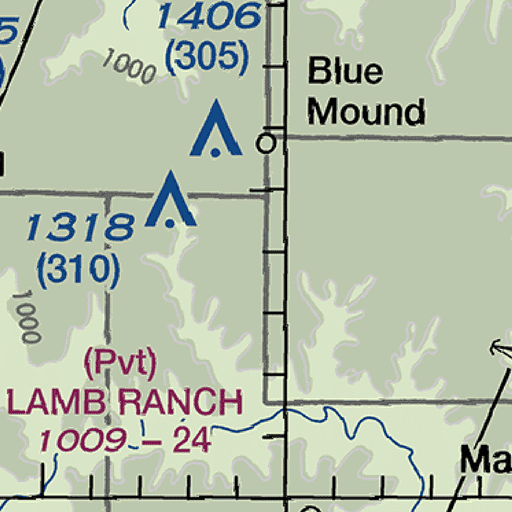 1406
(305)
1000
Blue
Mound
1318
(310)
1000
(Pvt)
LAMB RANCH
1009 - 24
Ma